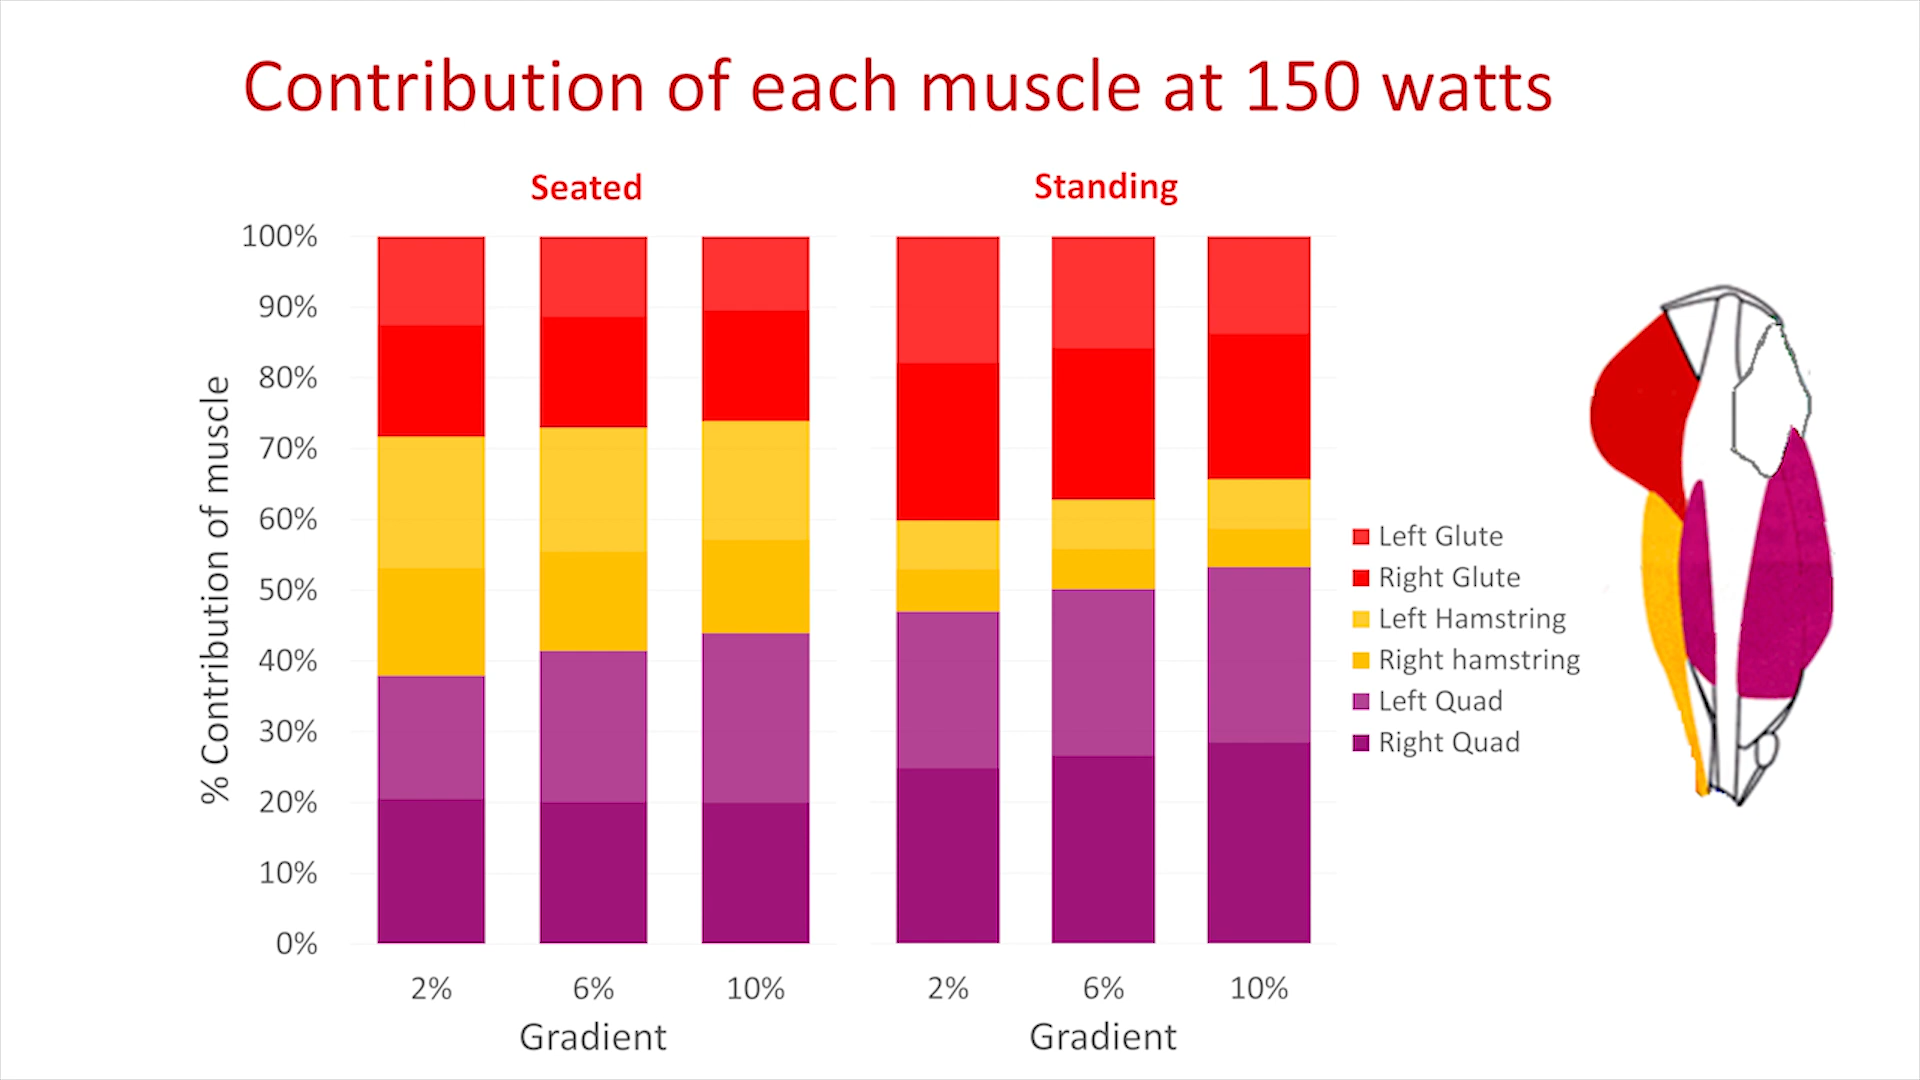 Contribution of each muscle at 150 watts
Seated
Standing
% Contribution of muscle
100%
90%
80%
70%
60%
50%
40%
30%
20%
10%
0%
2% 6% 10%
Gradient
2% 6% 10%
Gradient
Left Glute
Right Glute
Left Hamstring
Right hamstring
Left Quad
Right Quad